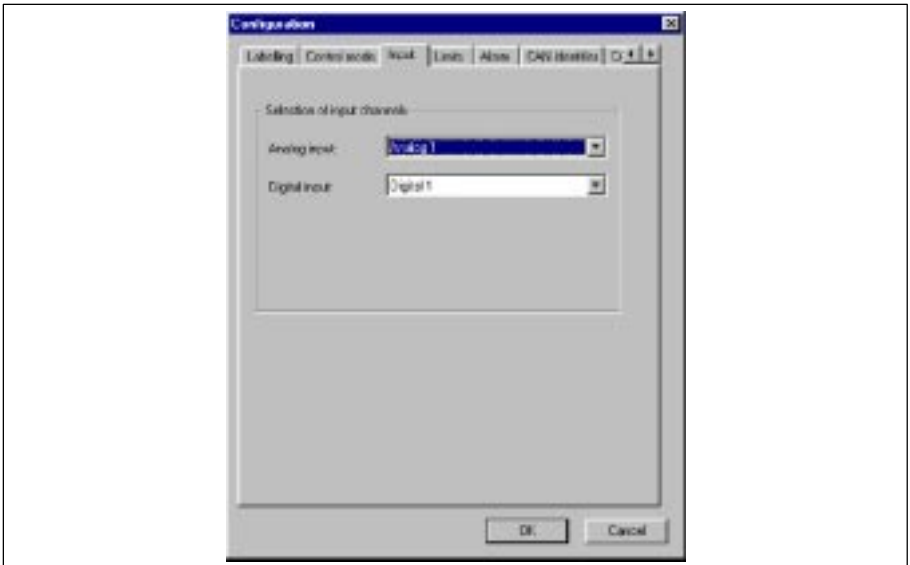 Configuration
Labeling Control mode Input Limits Alarm CAN identifier
Selection of input channels
Analog input: Analog 1
Digital input: Digital 1
OK Cancel